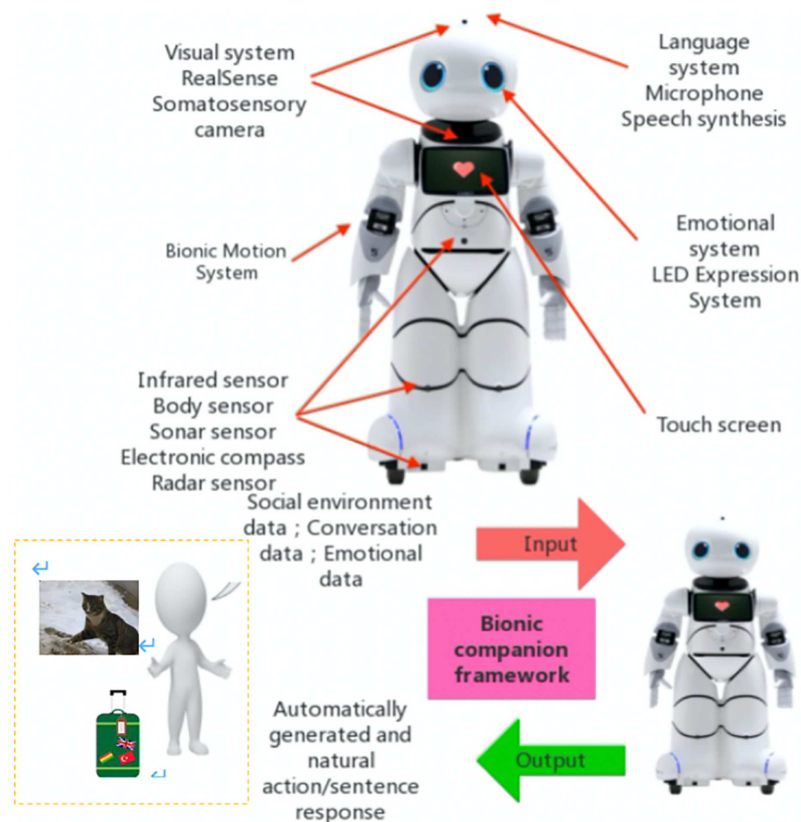 Visual system
RealSense
Somatosensory
camera
Language
system
Microphone
Speech synthesis
Bionic Motion
System
Emotional
system
LED Expression
System
Infrared sensor
Body sensor
Sonar sensor
Electronic compass
Radar sensor
Touch screen
Social environment
data ; Conversation
data ; Emotional
data
Input
Bionic
companion
framework
Automatically
generated and
natural
action/sentence
response
Output